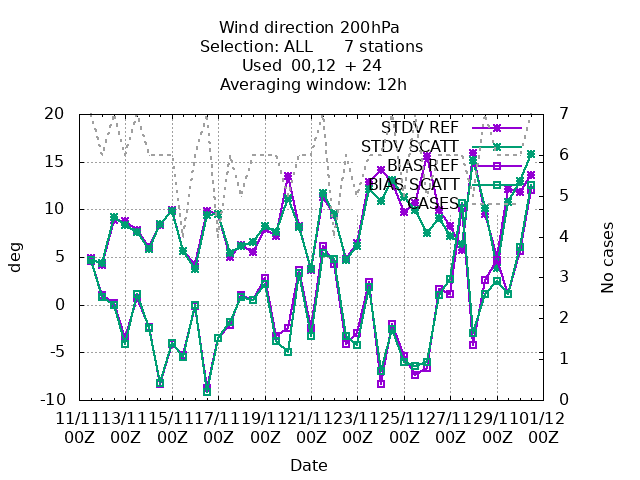 Wind direction 200hPa
Selection: ALL 7 stations
Used 00,12 + 24
Averaging window: 12h
20
15
10
5
0
-5
-10
deg
7
6
5
4
3
2
1
0
No cases
STDV REF
STDV SCATT
BIAS REF
BIAS SCATT
CASES
11/11 13/11 15/11 17/11 19/11 21/11 23/11 25/11 27/11 29/11 01/12
00Z 00Z 00Z 00Z 00Z 00Z 00Z 00Z 00Z 00Z 00Z
Date